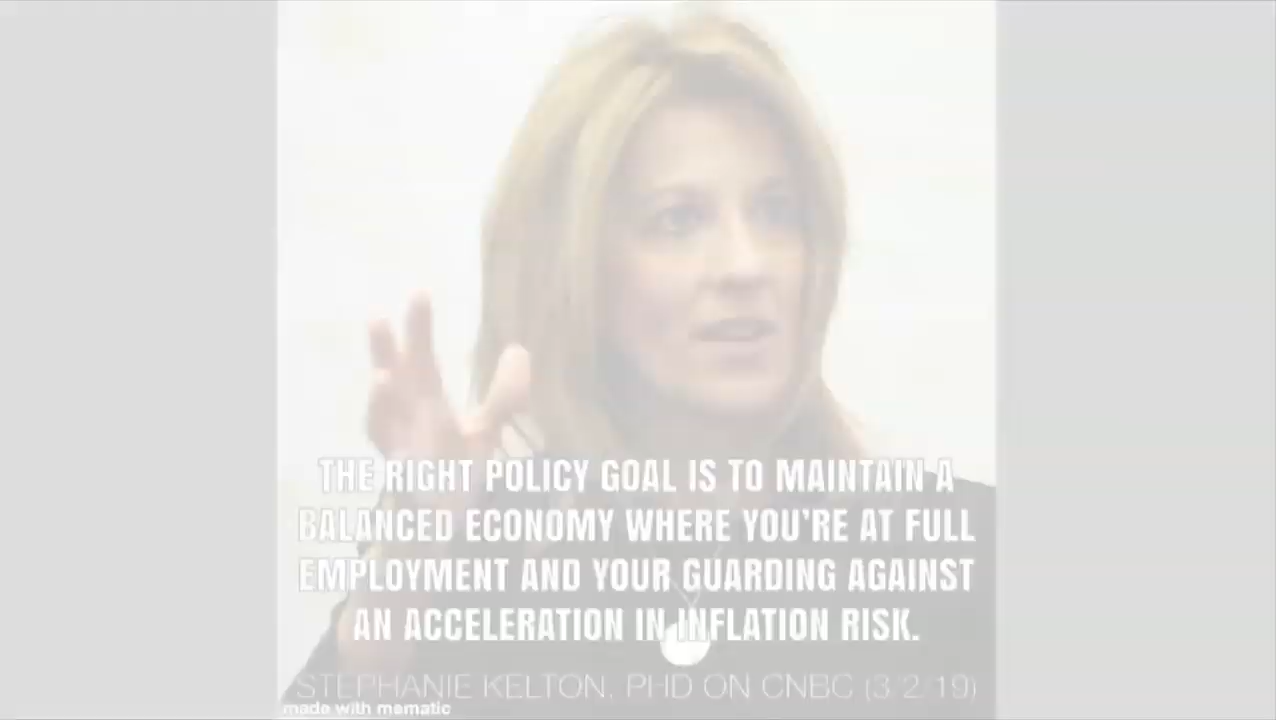 THE RIGHT POLICY GOAL IS TO MAINTAIN A
BALANCED ECONOMY WHERE YOU'RE AT FULL
EMPLOYMENT AND YOUR GUARDING AGAINST
AN ACCELERATION IN INFLATION RISK.
STEPHANIE KELTON, PHD ON CNBC (3/2/19)
made with mematic